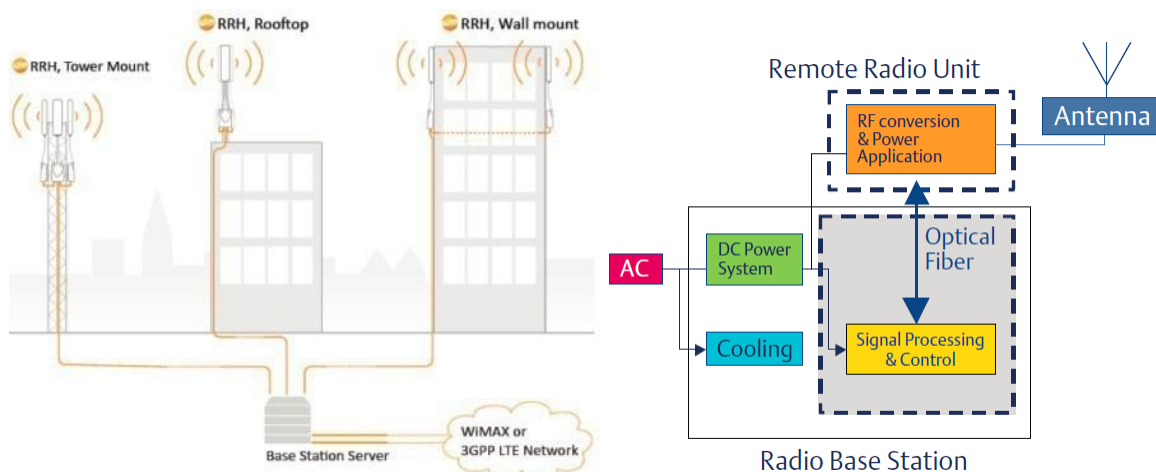 RRH, Rooftop
RRH, Wall mount
RRH, Tower Mount
WiMAX or
3GPP LTE Network
Base Station Server
Remote Radio Unit
RF conversion
& Power
Application
Antenna
Optical
Fiber
DC Power
System
AC
Cooling
Signal Processing
& Control
Radio Base Station